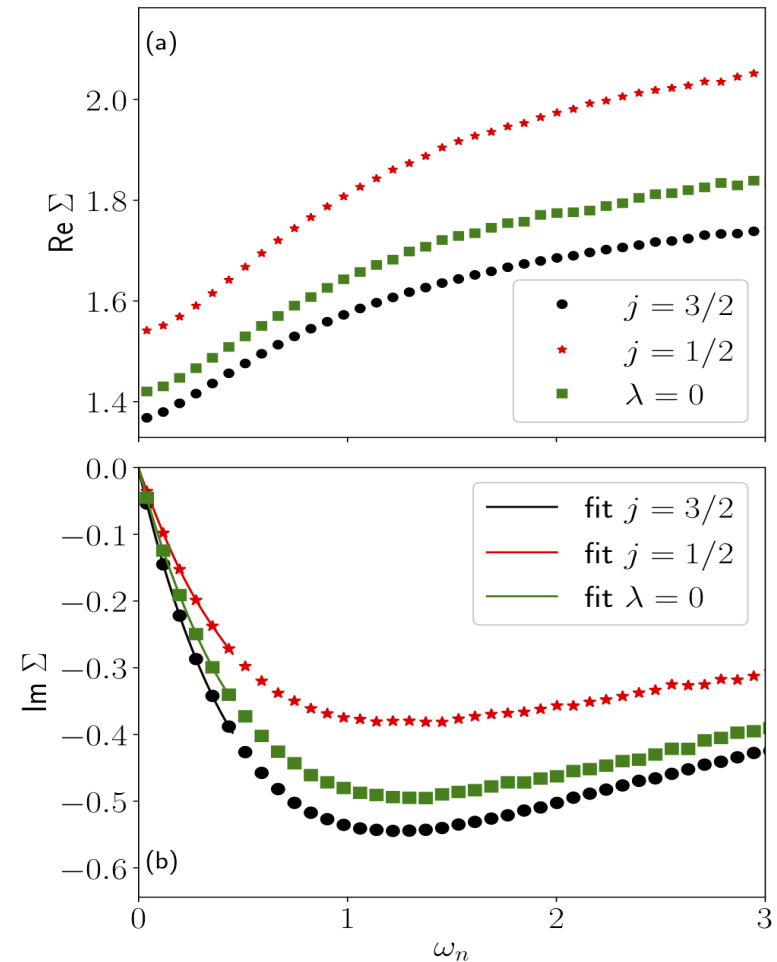 (a)
Re Σ
2.0
1.8
1.6
1.4
j = 3/2
j = 1/2
λ = 0
Im Σ
0.0
−0.1
−0.2
−0.3
−0.4
−0.5
−0.6
fit j = 3/2
fit j = 1/2
fit λ = 0
(b)
0 1 2 3
ωₙ